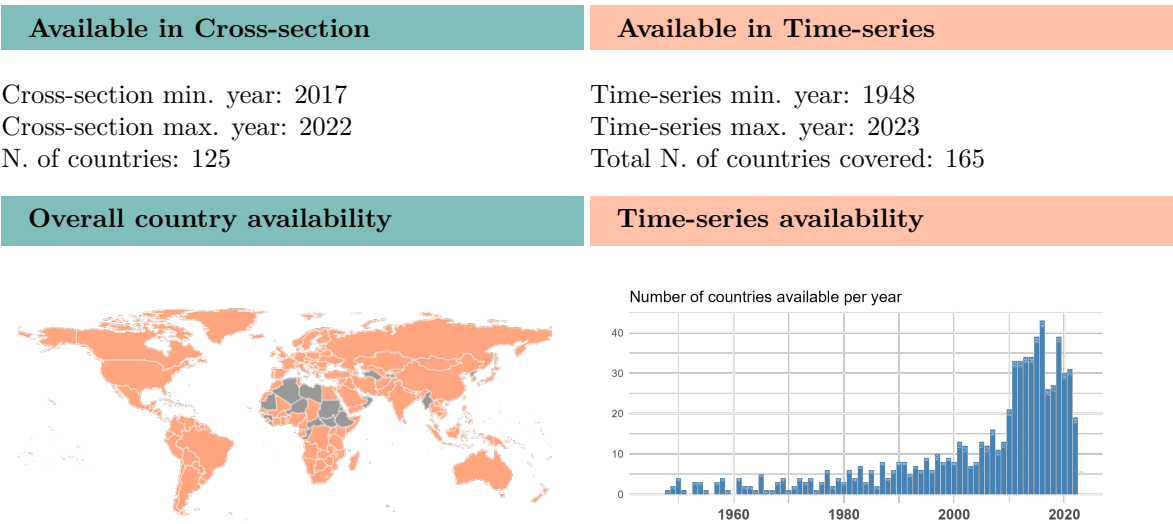 Available in Cross-section
Available in Time-series
Cross-section min. year: 2017
Cross-section max. year: 2022
N. of countries: 125
Time-series min. year: 1948
Time-series max. year: 2023
Total N. of countries covered: 165
Overall country availability
Time-series availability
Number of countries available per year
40
30
20
10
0
1960
1980
2000
2020